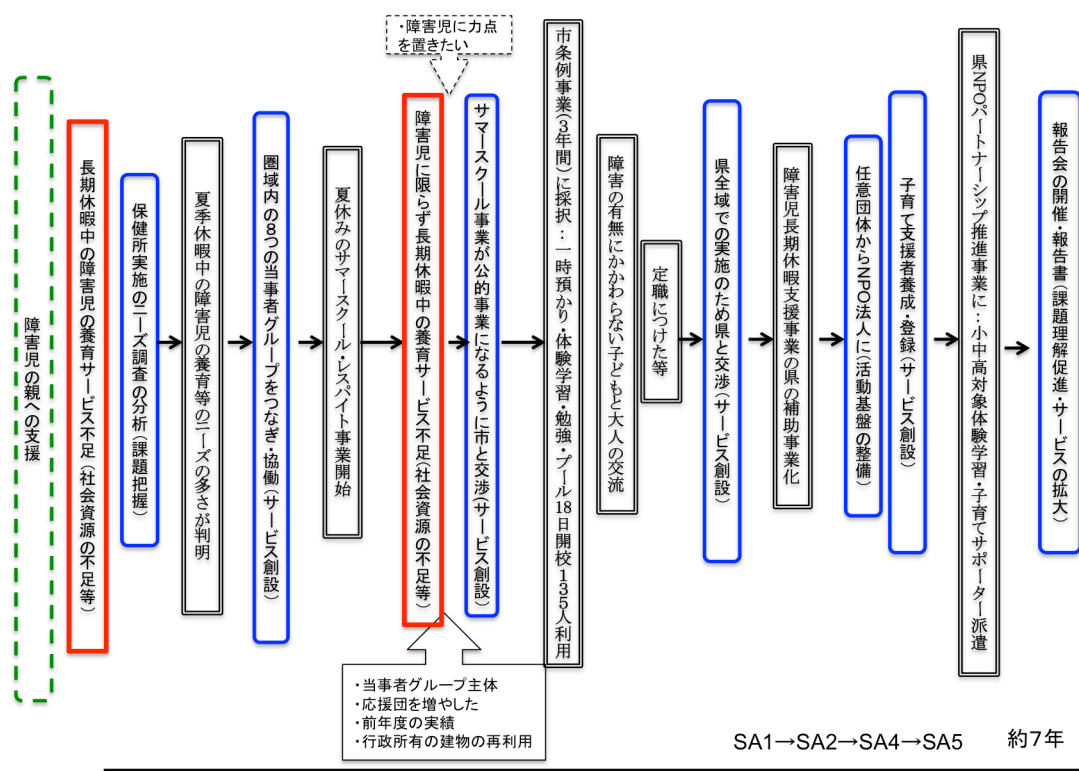 ・障害児に力点
を置きたい
障害児の親への支援
長期休暇中の障害児の養育サービス不足(社会資源の不足等)
保健所実施のニーズ調査の分析(課題把握)
夏季休暇中の障害児の養育等のニーズの多さが判明
圏域内の8つの当事者グループをつなぎ・協働(サービス創設)
夏休みのサマースクール・レスパイト事業開始
障害児に限らず長期休暇中の養育サービス不足(社会資源の不足等)
サマースクール事業が公的事業になるように市と交渉(サービス創設)
市条例事業(3年間)に採択:一時預かり・体験学習・勉強・プール18日開校135人利用
障害の有無にかかわらない子どもと大人の交流
定職につけた等
県全域での実施のため県と交渉(サービス創設)
障害児長期休暇支援事業の県の補助事業化
任意団体からNPO法人に(活動基盤の整備)
子育て支援者養成・登録(サービス創設)
県NPOパートナーシップ推進事業に:小中高対象体験学習・子育てサポーター派遣
報告会の開催・報告書(課題理解促進・サービスの拡大)
・当事者グループ主体
・応援団を増やした
・前年度の実績
・行政所有の建物の再利用
SA1→SA2→SA4→SA5 約7年